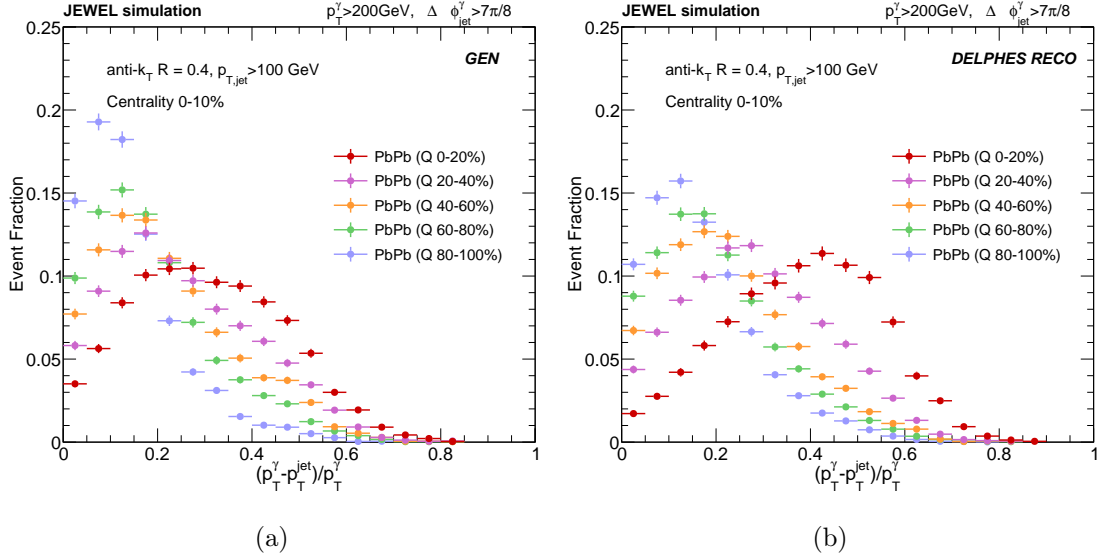 JEWEL simulation
p_T^γ>200GeV, Δ ϕ_jet^γ>7π/8
0.25
GEN
anti-k_T R = 0.4, p_T,jet>100 GeV
Centrality 0-10%
0.2
PbPb (Q 0-20%)
PbPb (Q 20-40%)
PbPb (Q 40-60%)
PbPb (Q 60-80%)
PbPb (Q 80-100%)
0.15
0.1
0.05
0
Event Fraction
0 0.2 0.4 0.6 0.8 1
(p_T^γ-p_T^jet)/p_T^γ
(a)
JEWEL simulation
p_T^γ>200GeV, Δ ϕ_jet^γ>7π/8
0.25
DELPHES RECO
anti-k_T R = 0.4, p_T,jet>100 GeV
Centrality 0-10%
0.2
PbPb (Q 0-20%)
PbPb (Q 20-40%)
PbPb (Q 40-60%)
PbPb (Q 60-80%)
PbPb (Q 80-100%)
0.15
0.1
0.05
0
Event Fraction
0 0.2 0.4 0.6 0.8 1
(p_T^γ-p_T^jet)/p_T^γ
(b)